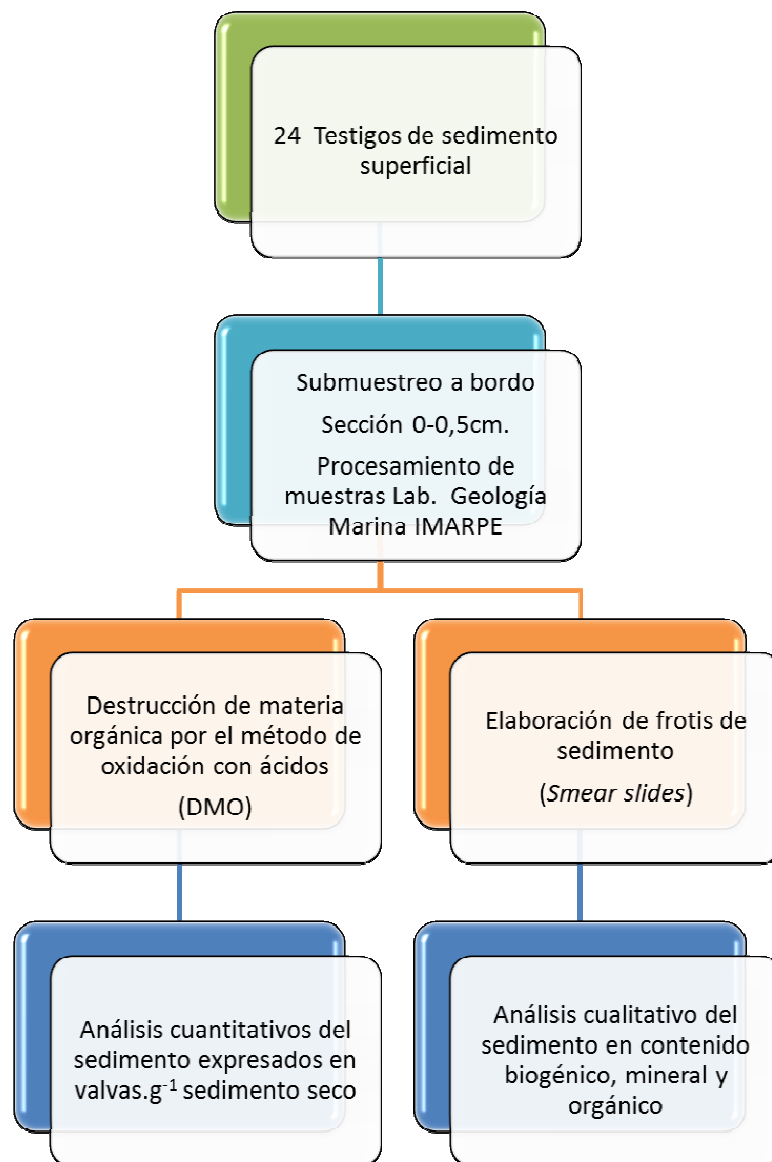 24 Testigos de sedimento
superficial
Submuestreo a bordo
Sección 0-0,5cm.
Procesamiento de
muestras Lab. Geología
Marina IMARPE
Destrucción de materia
orgánica por el método de
oxidación con ácidos
(DMO)
Elaboración de frotis de
sedimento
(Smear slides)
Análisis cuantitativos del
sedimento expresados en
valvas.g⁻¹ sedimento seco
Análisis cualitativo del
sedimento en contenido
biogénico, mineral y
orgánico